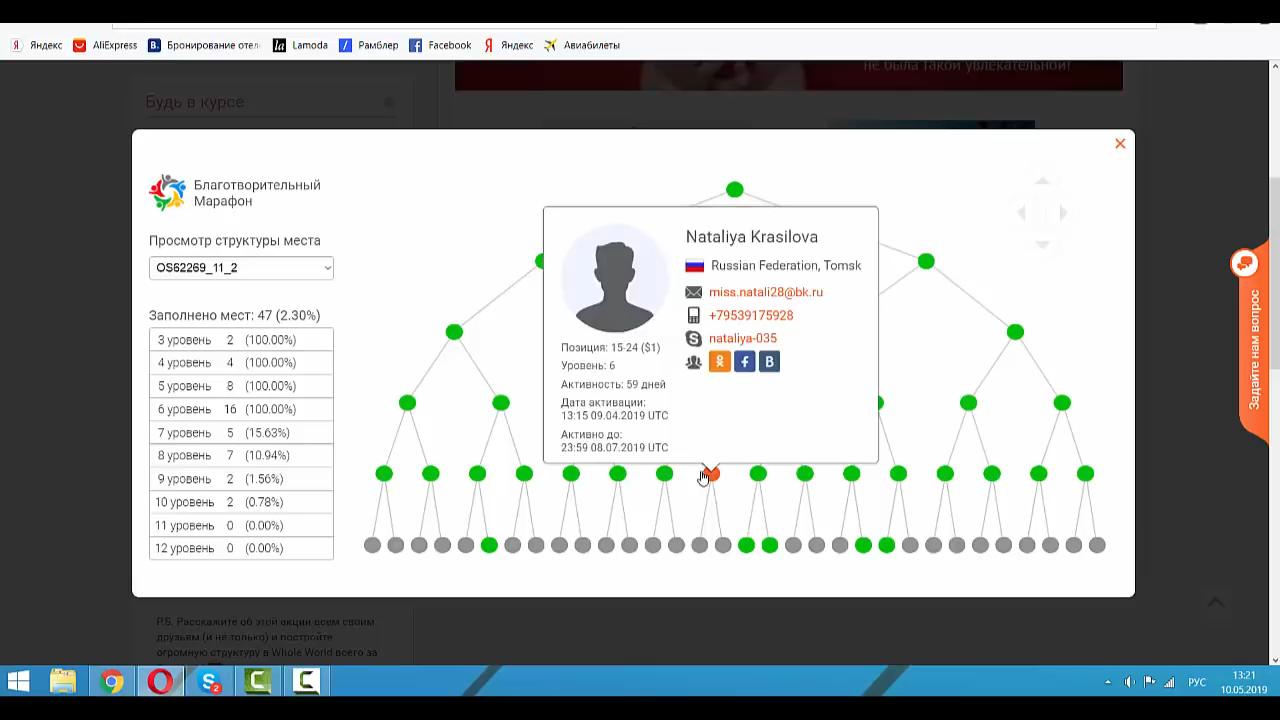 Яндекс
AliExpress
Бронирование отел
Lamoda
Рамблер
Facebook
Яндекс
Авиабилеты
не была такой увлекательной!
Будь в курсе
Благотворительный
Марафон
Просмотр структуры места
OS62269_11_2
Заполнено мест: 47 (2.30%)
3 уровень 2 (100.00%)
4 уровень 4 (100.00%)
5 уровень 8 (100.00%)
6 уровень 16 (100.00%)
7 уровень 5 (15.63%)
8 уровень 7 (10.94%)
9 уровень 2 (1.56%)
10 уровень 2 (0.78%)
11 уровень 0 (0.00%)
12 уровень 0 (0.00%)
Nataliya Krasilova
Russian Federation, Tomsk
miss.natali28@bk.ru
+79539175928
nataliya-035
Позиция: 15-24 ($1)
Уровень: 6
Активность: 59 дней
Дата активации:
13:15 09.04.2019 UTC
Активно до:
23:59 08.07.2019 UTC
Задайте нам вопрос
P.S. Расскажите об этой акции всем своим
друзьям (и не только) и постройте
огромную структуру в Whole World всего за
РУС
13:21
10.05.2019